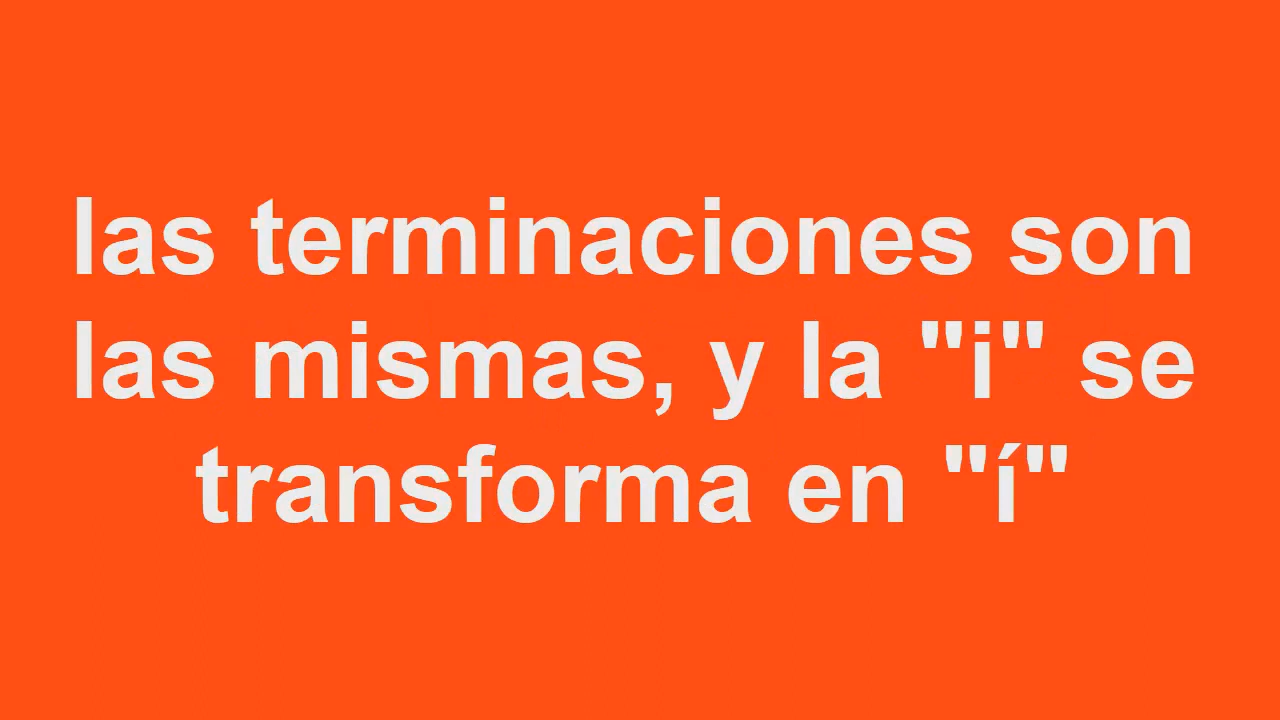 las terminaciones son
las mismas, y la "i" se
transforma en "í"